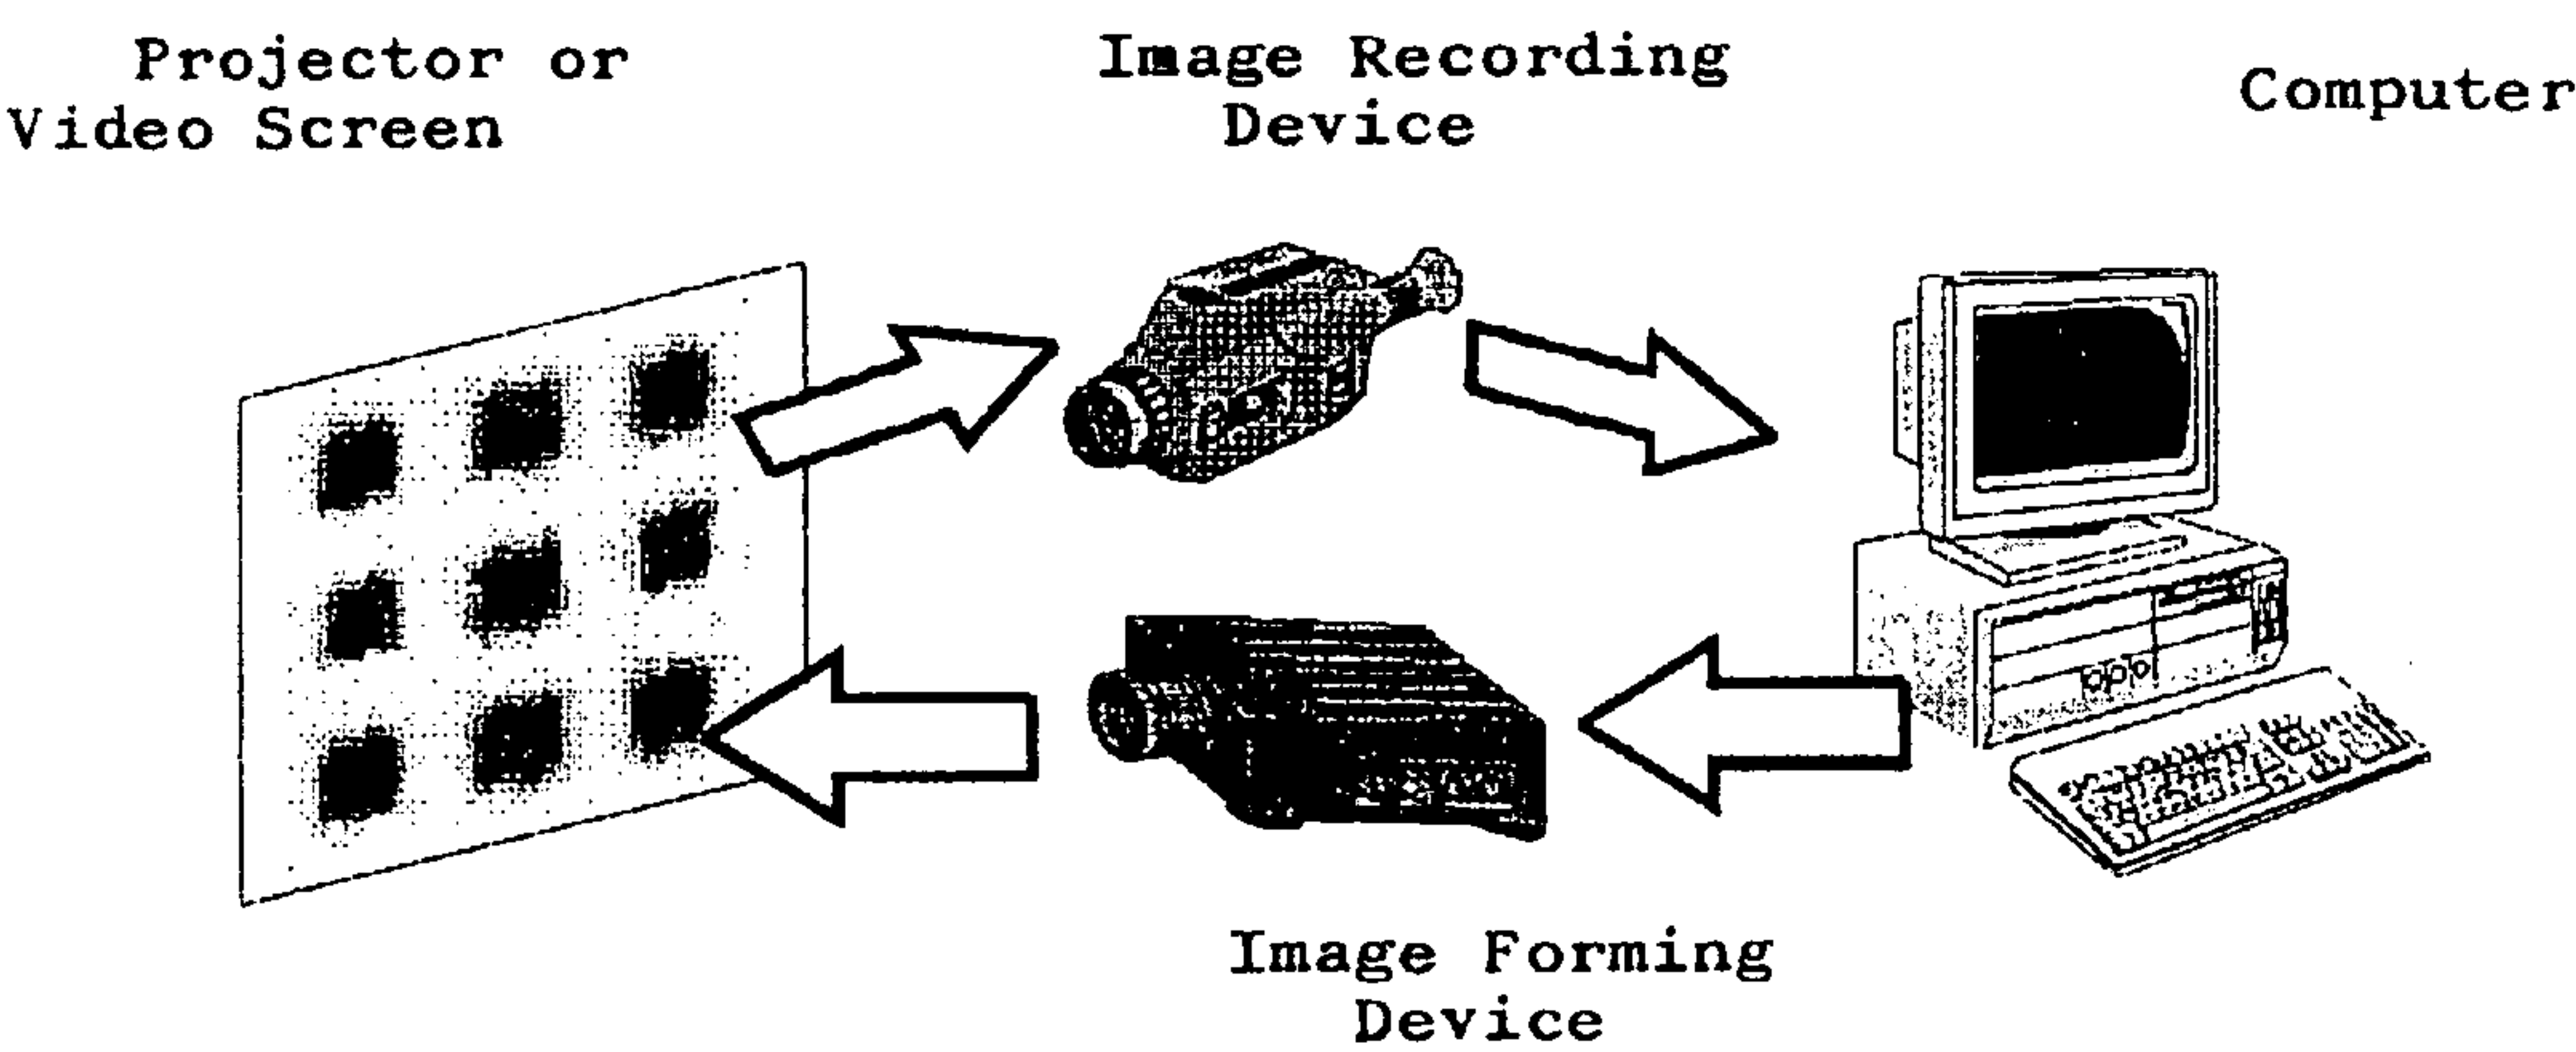 Projector or
Video Screen
Image Recording
Device
Computer
Image Forming
Device